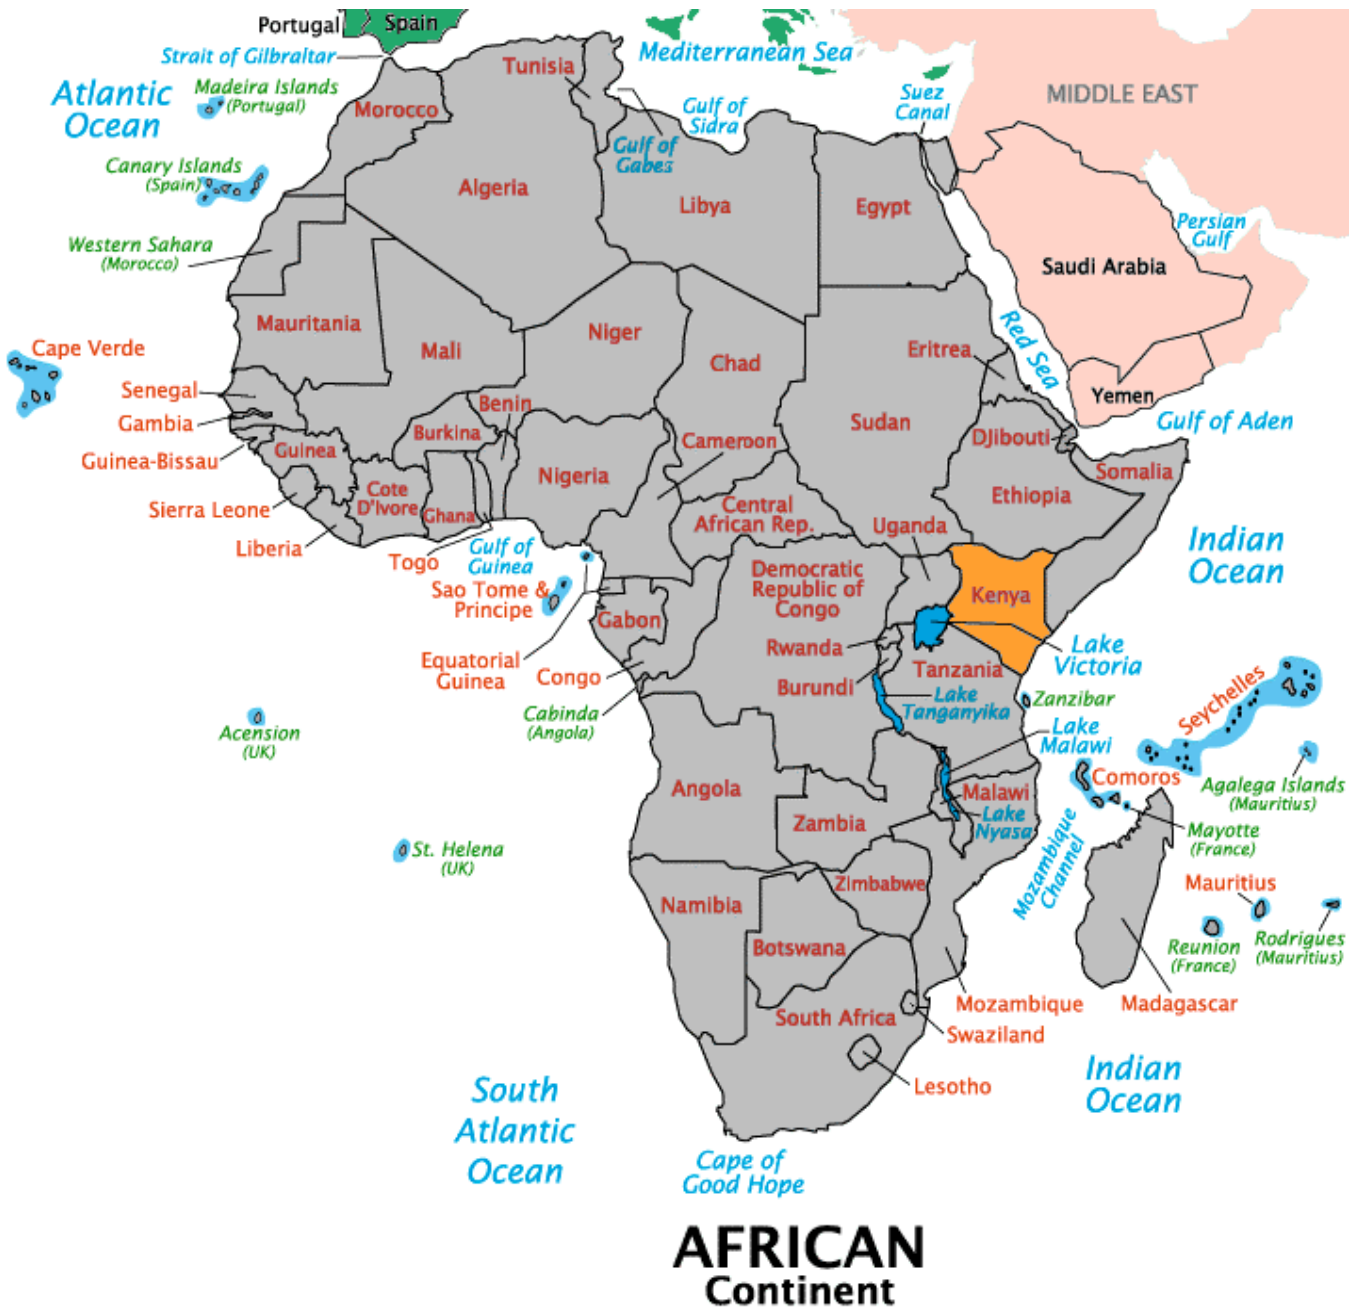 Portugal
Spain
Strait of Gilbraltar
Mediterranean Sea
Madeira Islands
(Portugal)
Atlantic
Ocean
Tunisia
Morocco
Gulf of
Sidra
Suez
Canal
MIDDLE EAST
Gulf of
Gabes
Canary Islands
(Spain)
Algeria
Libya
Egypt
Persian
Gulf
Western Sahara
(Morocco)
Saudi Arabia
Mauritania
Mali
Niger
Chad
Eritrea
Red Sea
Cape Verde
Senegal
Gambia
Guinea-Bissau
Benin
Burkina
Guinea
Cameroon
Sudan
DJibouti
Yemen
Gulf of Aden
Somalia
Ethiopia
Nigeria
Cote
D'Ivore
Ghana
Sierra Leone
Liberia
Togo
Gulf of
Guinea
Central
African Rep.
Uganda
Indian
Ocean
Sao Tome &
Principe
Democratic
Republic of
Congo
Kenya
Gabon
Equatorial
Guinea
Congo
Rwanda
Burundi
Tanzania
Lake
Victoria
Lake
Tanganyika
Zanzibar
Cabinda
(Angola)
Acension
(UK)
Lake
Malawi
Seychelles
Comoros
Agalega Islands
(Mauritius)
Angola
Zambia
Malawi
Lake
Nyasa
Mozambique
Channel
Mayotte
(France)
St. Helena
(UK)
Zimbabwe
Namibia
Botswana
Mauritius
Reunion
(France)
Rodrigues
(Mauritius)
Mozambique
Madagascar
South Africa
Swaziland
Lesotho
Indian
Ocean
South
Atlantic
Ocean
Cape of
Good Hope
AFRICAN
Continent